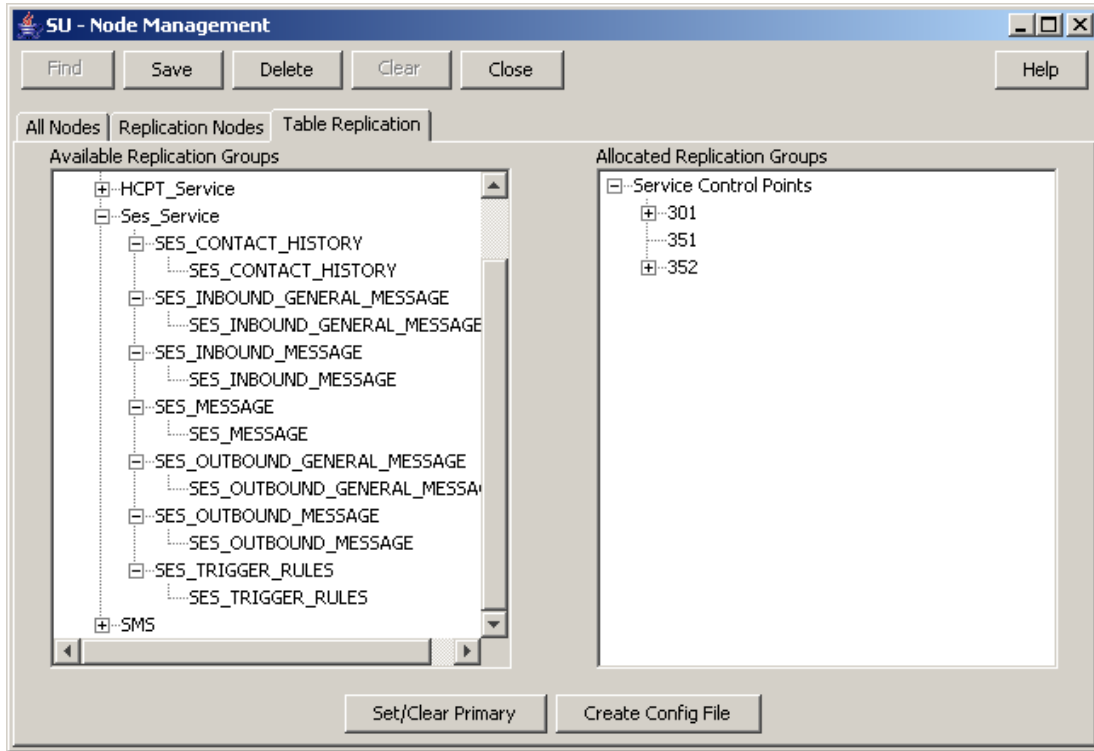 SU - Node Management
Find Save Delete Clear Close Help
All Nodes Replication Nodes Table Replication
Available Replication Groups
HCPT_Service
Ses_Service
SES_CONTACT_HISTORY
SES_CONTACT_HISTORY
SES_INBOUND_GENERAL_MESSAGE
SES_INBOUND_GENERAL_MESSAGE
SES_INBOUND_MESSAGE
SES_INBOUND_MESSAGE
SES_MESSAGE
SES_MESSAGE
SES_OUTBOUND_GENERAL_MESSAGE
SES_OUTBOUND_GENERAL_MESSA
SES_OUTBOUND_MESSAGE
SES_OUTBOUND_MESSAGE
SES_TRIGGER_RULES
SES_TRIGGER_RULES
SMS
Allocated Replication Groups
Service Control Points
301
351
352
Set/Clear Primary Create Config File